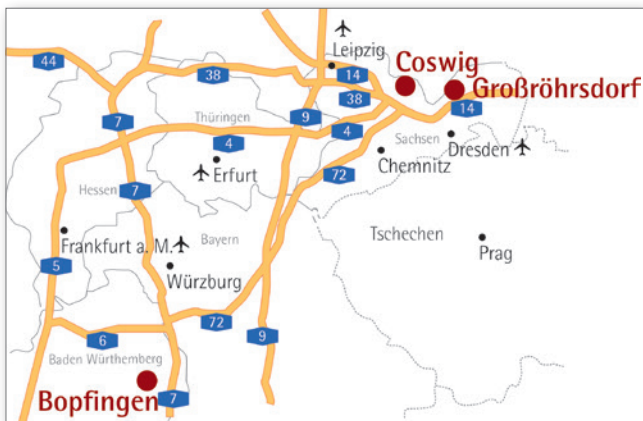 44
Leipzig
Coswig
38
14
Großröhrsdorf
38
14
7
Thüringen
9
4
4
Sachsen
Dresden
Chemnitz
Erfurt
72
Hessen
7
Frankfurt a. M.
Bayern
Tschechen
Prag
5
Würzburg
72
6
9
Baden Würthemberg
Bopfingen
7